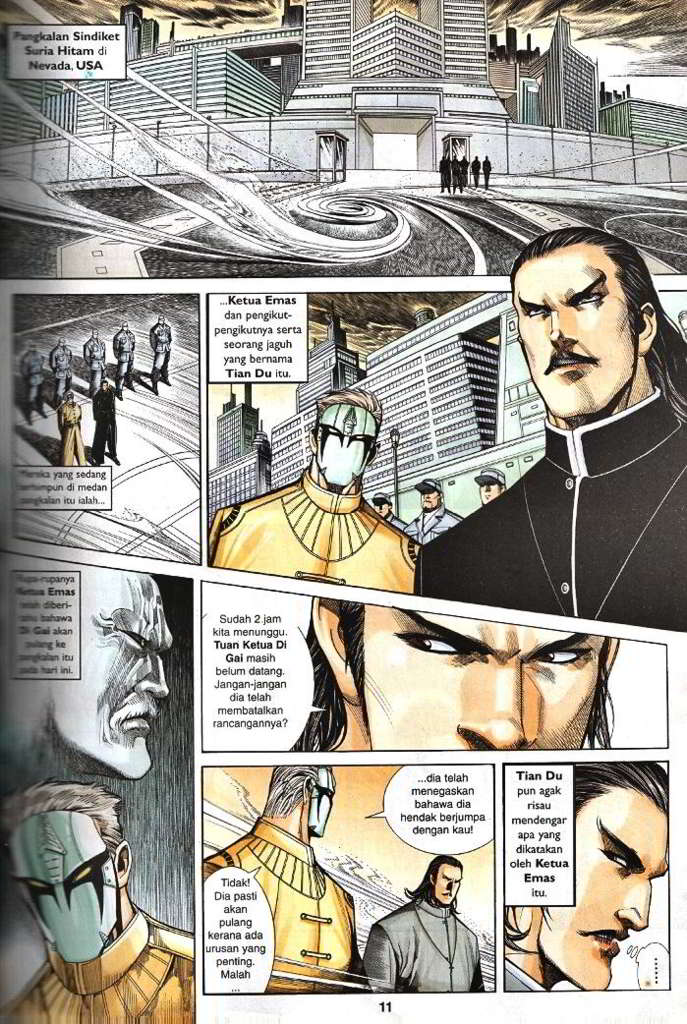 Pangkalan Sindiket
Suria Hitam di
Nevada, USA
Mereka yang sedang
berhimpun di medan
pangkalan itu ialah...
...Ketua Emas
dan pengikut-
pengikutnya serta
seorang jaguh
yang bernama
Tian Du itu.
Rupa-rupanya
Ketua Emas
telah diberi-
tahu bahawa
Di Gai akan
pulang ke
pangkalan itu
pada hari ini.
Sudah 2 jam
kita menunggu.
Tuan Ketua Di
Gai masih
belum datang.
Jangan-jangan
dia telah
membatalkan
rancangannya?
Tidak!
Dia pasti
akan
pulang
kerana ada
urusan yang
penting.
Malah
...
...dia telah
menegaskan
bahawa dia
hendak berjumpa
dengan kau!
Tian Du
pun agak
risau
mendengar
apa yang
dikatakan
oleh Ketua
Emas
itu.
......
11